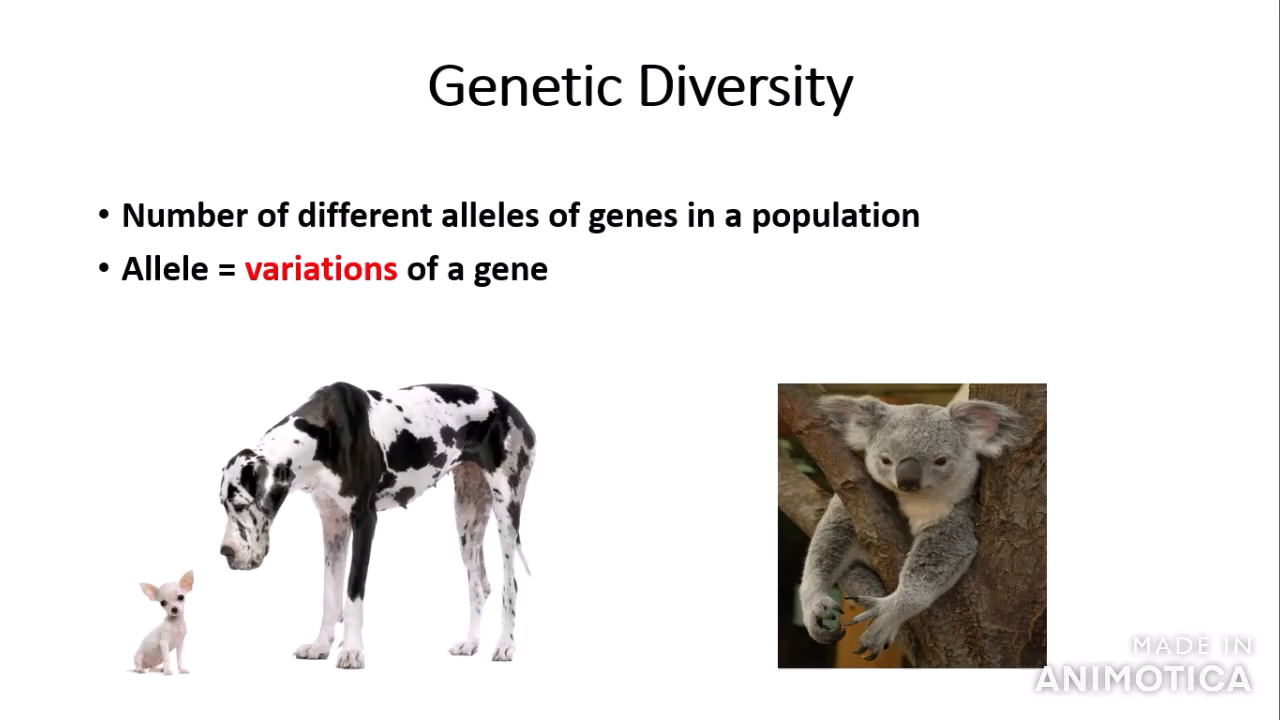 Genetic Diversity
• Number of different alleles of genes in a population
• Allele = variations of a gene
MADE IN
ANIMOTICA